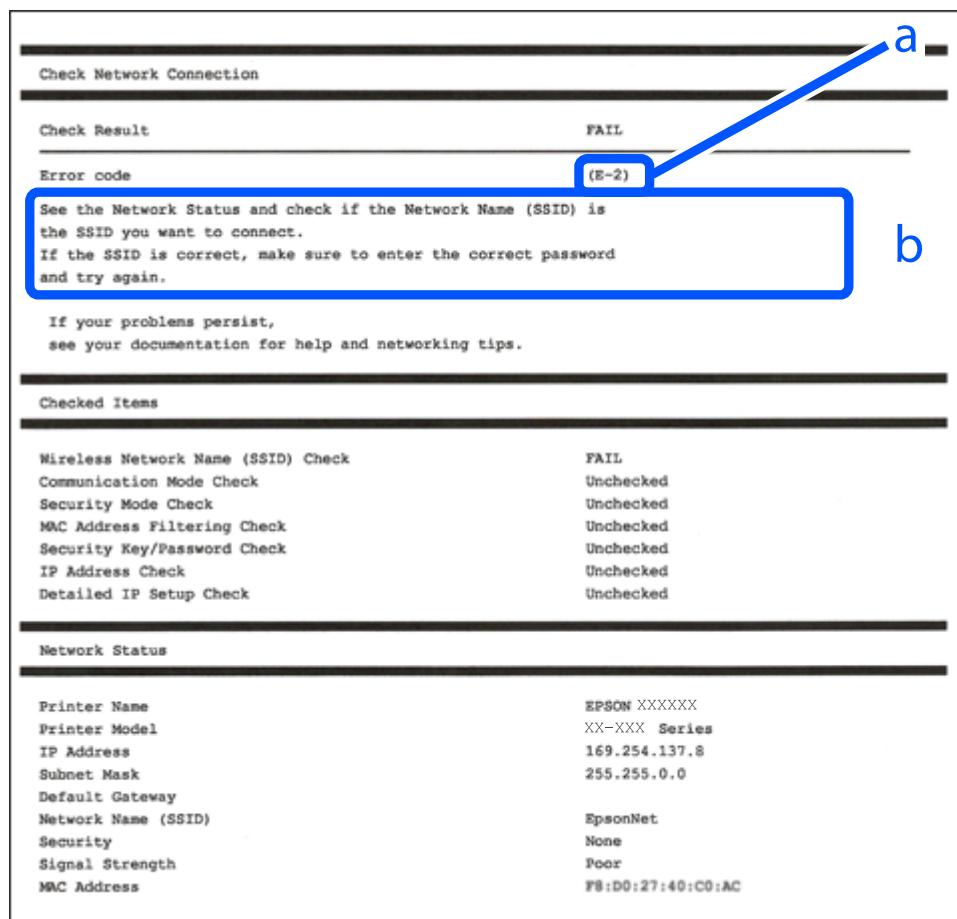 a
Check Network Connection
Check Result FAIL
Error code (E-2)
See the Network Status and check if the Network Name (SSID) is
the SSID you want to connect.
If the SSID is correct, make sure to enter the correct password
and try again.
b
If your problems persist,
see your documentation for help and networking tips.
Checked Items
Wireless Network Name (SSID) Check FAIL
Communication Mode Check Unchecked
Security Mode Check Unchecked
MAC Address Filtering Check Unchecked
Security Key/Password Check Unchecked
IP Address Check Unchecked
Detailed IP Setup Check Unchecked
Network Status
Printer Name EPSON XXXXXX
Printer Model XX-XXX Series
IP Address 169.254.137.8
Subnet Mask 255.255.0.0
Default Gateway
Network Name (SSID) EpsonNet
Security None
Signal Strength Poor
MAC Address F8:D0:27:40:C0:AC